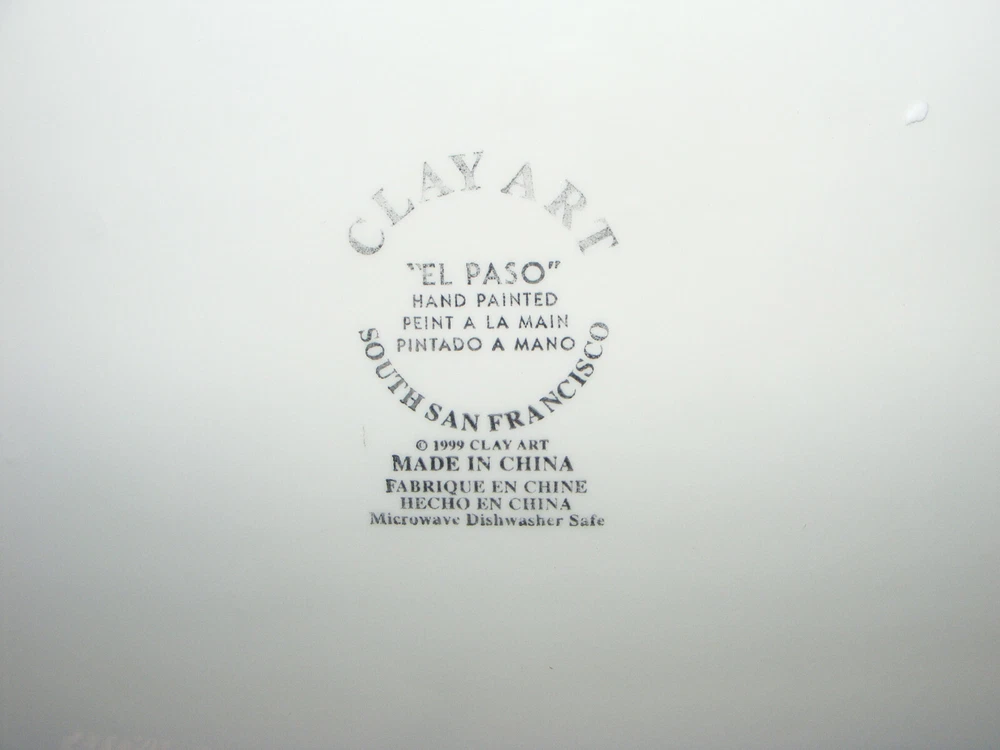 CLAY ART
"EL PASO"
HAND PAINTED
PEINT A LA MAIN
PINTADO A MANO
SOUTH SAN FRANCISCO
© 1999 CLAY ART
MADE IN CHINA
FABRIQUE EN CHINE
HECHO EN CHINA
Microwave Dishwasher Safe